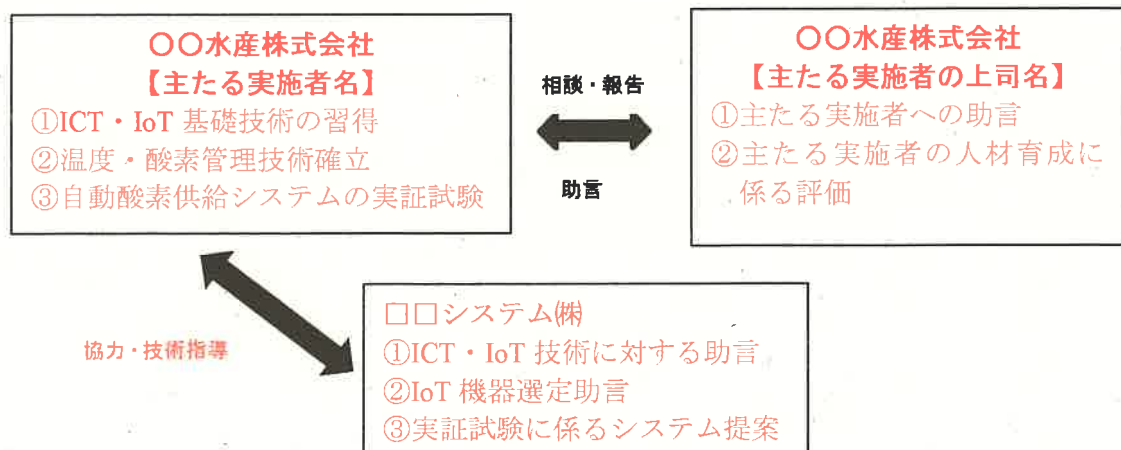 〇〇水産株式会社
【主たる実施者名】
①ICT・IoT 基礎技術の習得
②温度・酸素管理技術確立
③自動酸素供給システムの実証試験
相談・報告
助言
〇〇水産株式会社
【主たる実施者の上司名】
①主たる実施者への助言
②主たる実施者の人材育成に
係る評価
協力・技術指導
□□システム㈱
①ICT・IoT 技術に対する助言
②IoT 機器選定助言
③実証試験に係るシステム提案